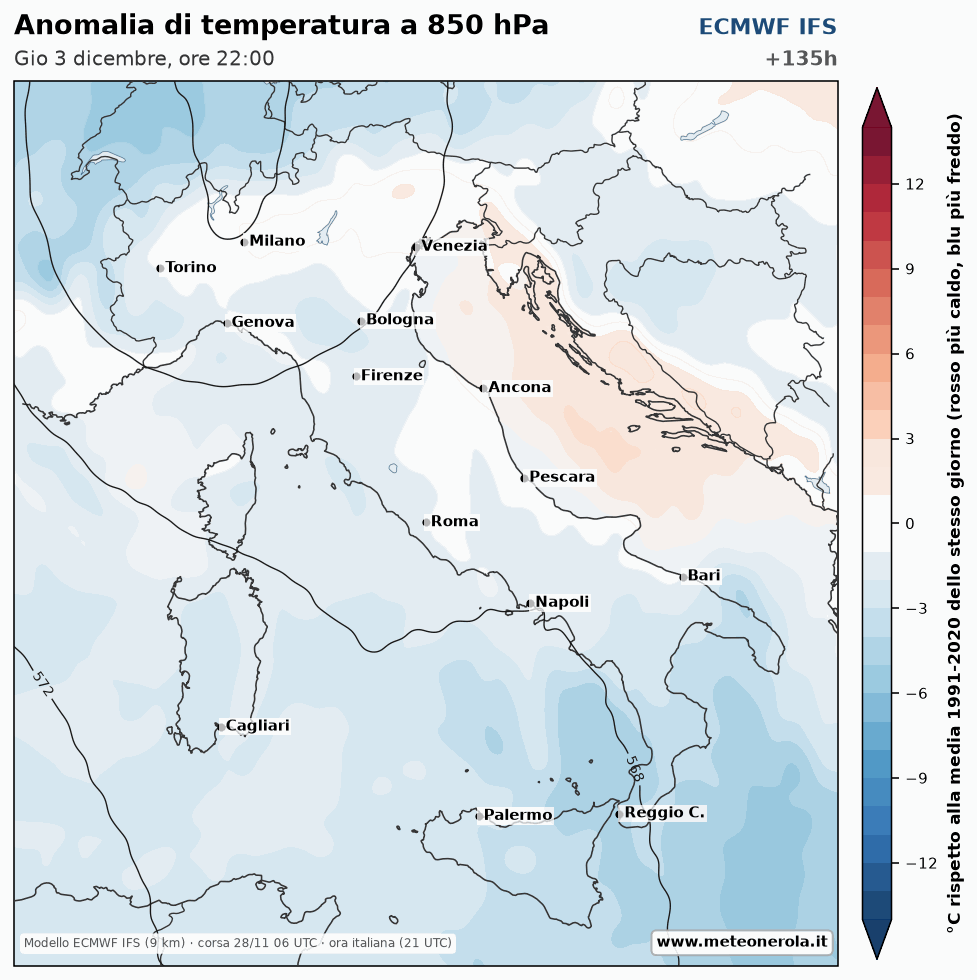 Anomalia di temperatura a 850 hPa
ECMWF IFS
Gio 3 dicembre, ore 22:00
+135h
Milano
Venezia
Torino
Genova
Bologna
Firenze
Ancona
Pescara
Roma
Bari
Napoli
572
Cagliari
568
Palermo
Reggio C.
12
9
6
3
0
−3
−6
−9
−12
°C rispetto alla media 1991-2020 dello stesso giorno (rosso più caldo, blu più freddo)
Modello ECMWF IFS (9 km) · corsa 28/11 06 UTC · ora italiana (21 UTC)
www.meteonerola.it